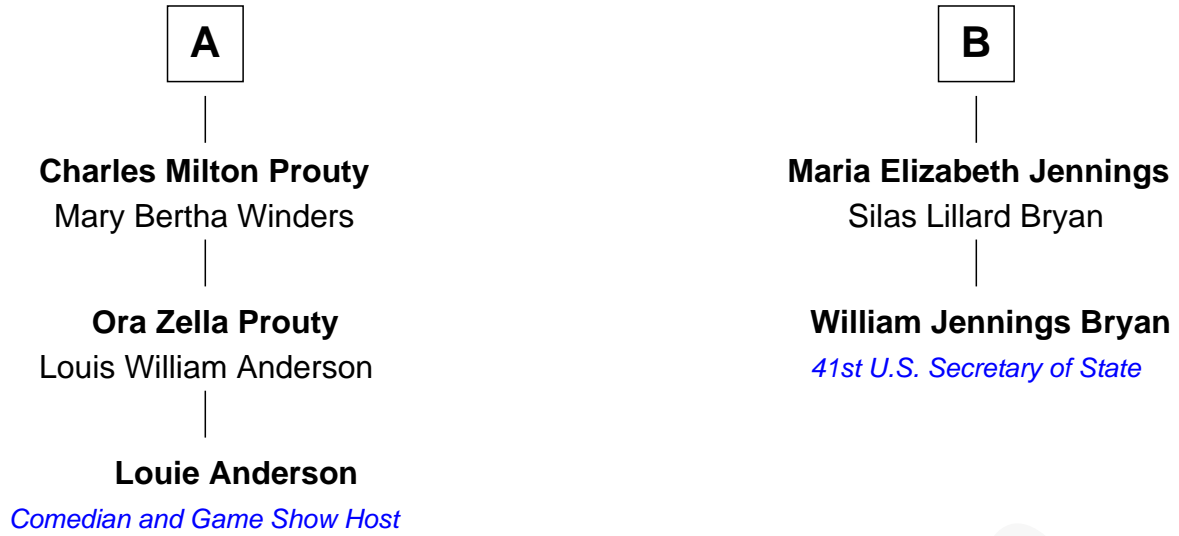 A
Charles Milton Prouty
Mary Bertha Winders
Ora Zella Prouty
Louis William Anderson
Louie Anderson
Comedian and Game Show Host
B
Maria Elizabeth Jennings
Silas Lillard Bryan
William Jennings Bryan
41st U.S. Secretary of State